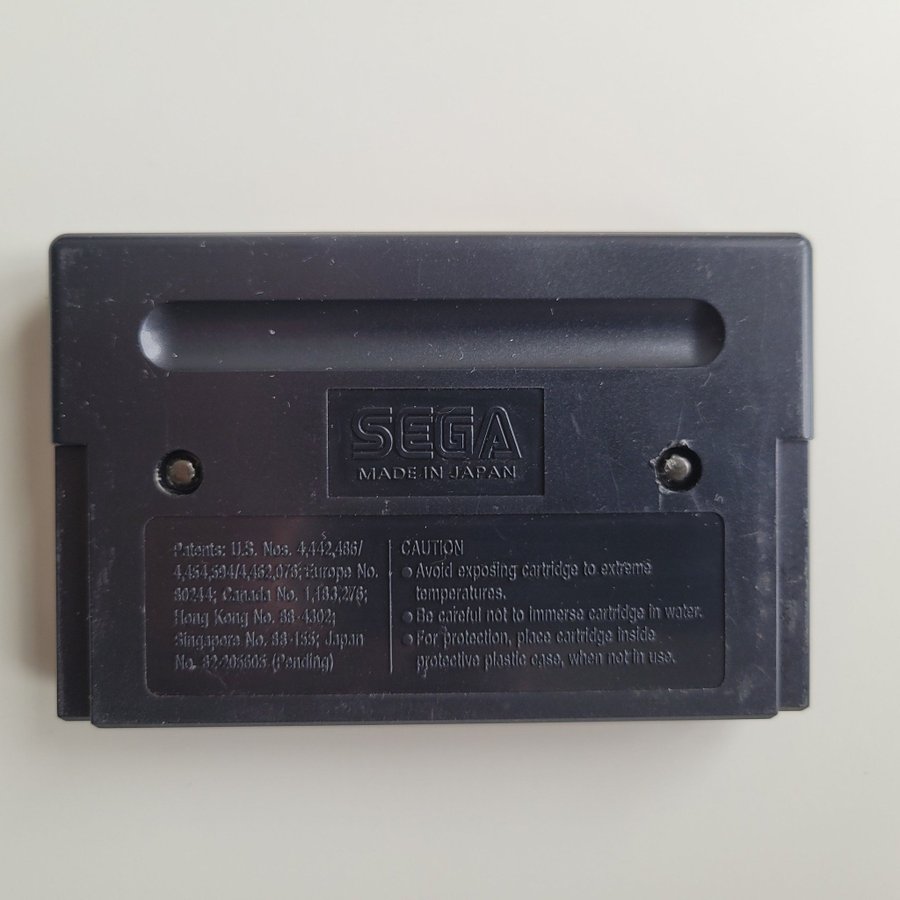 SEGA
MADE IN JAPAN
Patents: U.S. Nos. 4,442,486/
4,454,594/4,462,076; Europe No.
80244; Canada No. 1,183,276;
Hong Kong No. 88-4302;
Singapore No. 88-155; Japan
No. 82-205605 (Pending)
CAUTION
● Avoid exposing cartridge to extreme
temperatures.
● Be careful not to immerse cartridge in water.
● For protection, place cartridge inside
protective plastic case, when not in use.